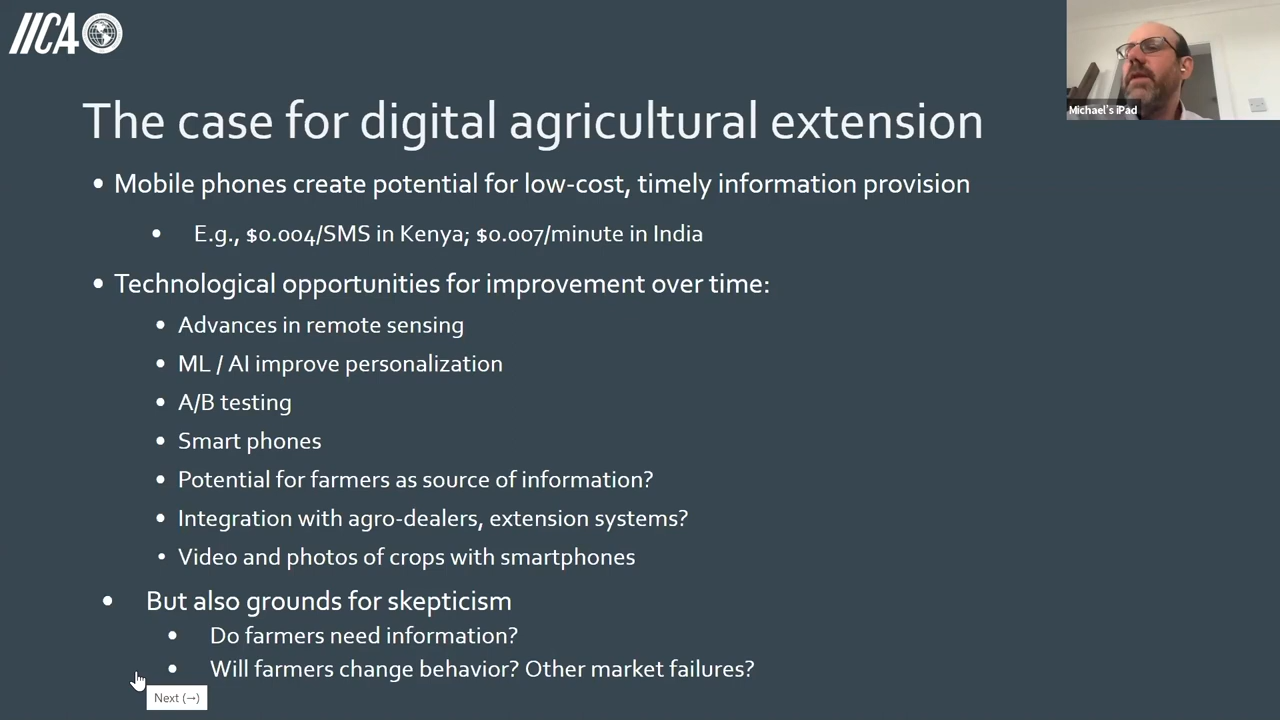 IICA
Michael's iPad
The case for digital agricultural extension
• Mobile phones create potential for low-cost, timely information provision
• E.g., $0.004/SMS in Kenya; $0.007/minute in India
• Technological opportunities for improvement over time:
• Advances in remote sensing
• ML / AI improve personalization
• A/B testing
• Smart phones
• Potential for farmers as source of information?
• Integration with agro-dealers, extension systems?
• Video and photos of crops with smartphones
• But also grounds for skepticism
• Do farmers need information?
• Will farmers change behavior? Other market failures?
Next (→)